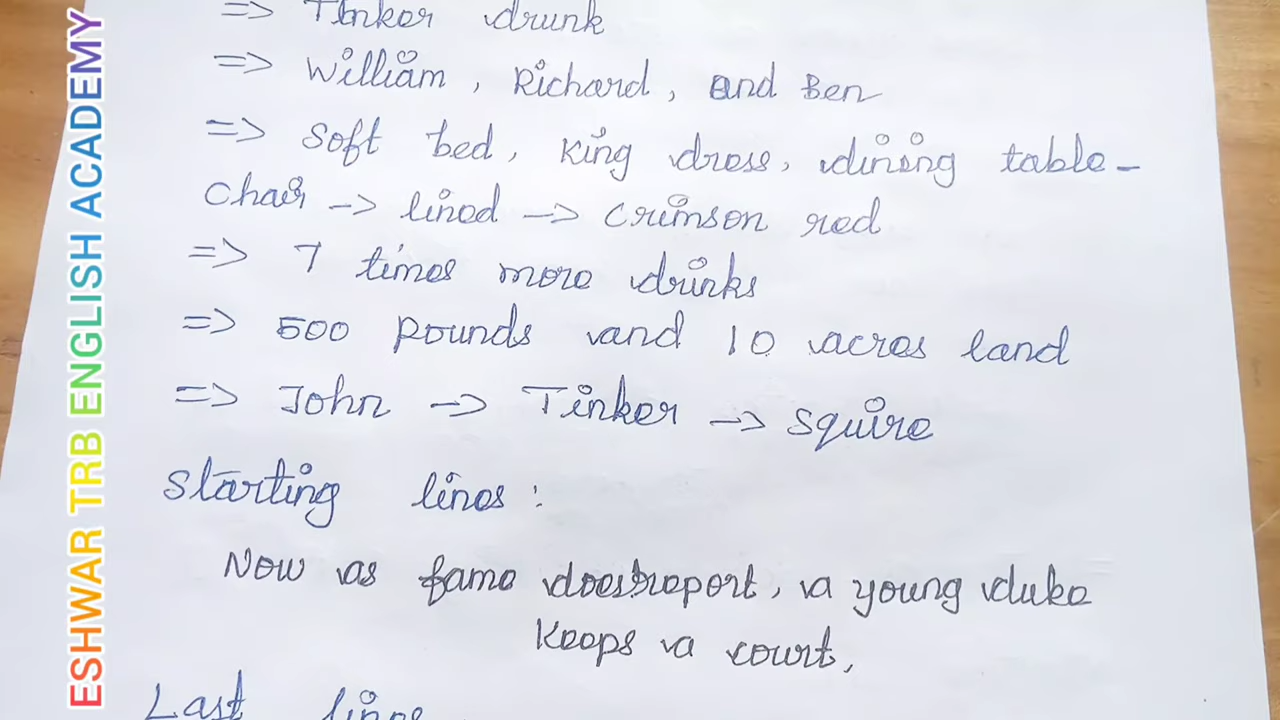 ESHWAR TRB ENGLISH ACADEMY
=> Tinker drunk
=> William, Richard, and Ben
=> Soft bed, King dress, dining table-
Chair -> lined -> Crimson red
=> 7 times more drinks
=> 500 Pounds and 10 acres land
=> John -> Tinker -> Squire
Starting lines:
Now as fame does report, a young duke
Keeps a court,
Last lines